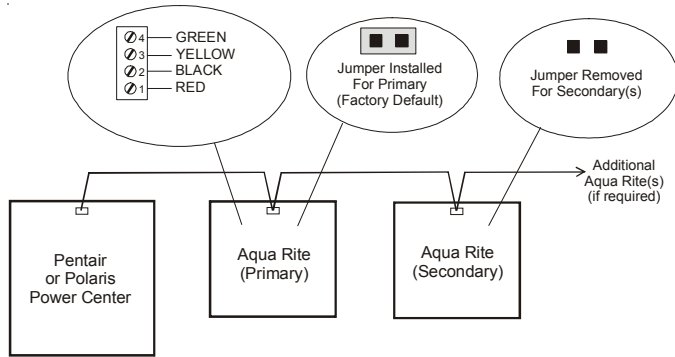 4 GREEN
3 YELLOW
2 BLACK
1 RED
Jumper Installed
For Primary
(Factory Default)
Jumper Removed
For Secondary(s)
Additional
Aqua Rite(s)
(if required)
Pentair
or Polaris
Power Center
Aqua Rite
(Primary)
Aqua Rite
(Secondary)